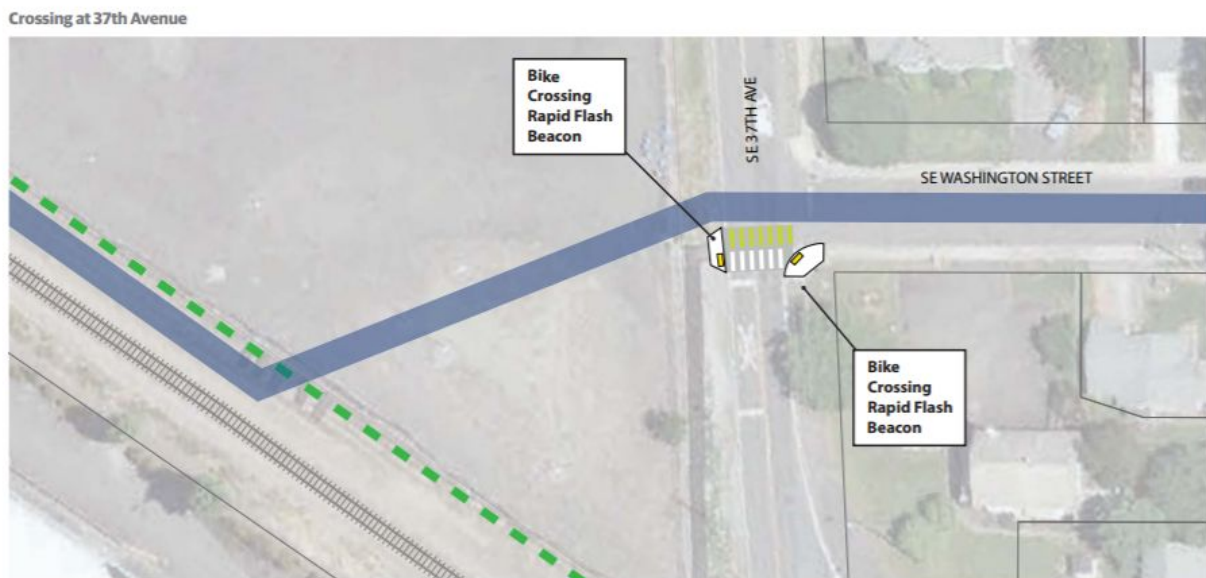 Crossing at 37th Avenue
Bike
Crossing
Rapid Flash
Beacon
SE 37TH AVE
SE WASHINGTON STREET
Bike
Crossing
Rapid Flash
Beacon